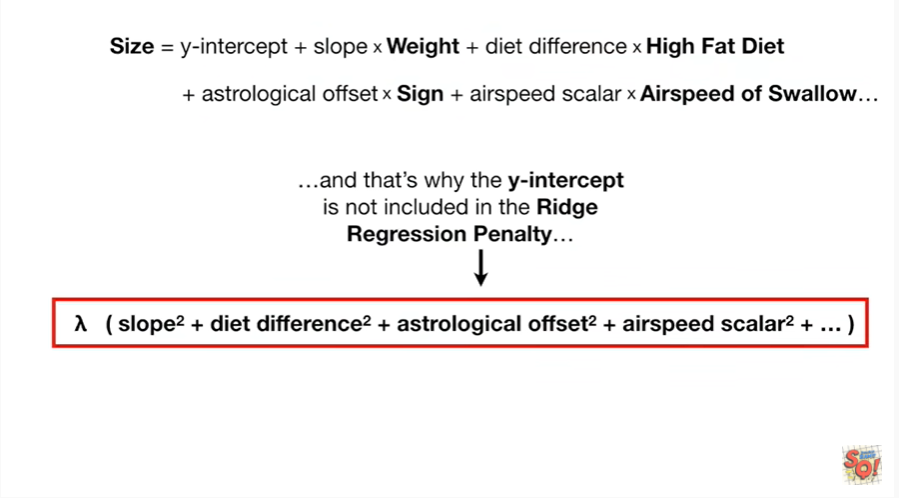 Size = y-intercept + slope x Weight + diet difference x High Fat Diet
+ astrological offset x Sign + airspeed scalar x Airspeed of Swallow…
…and that's why the y-intercept
is not included in the Ridge
Regression Penalty…
λ ( slope² + diet difference² + astrological offset² + airspeed scalar² + … )
SQ!